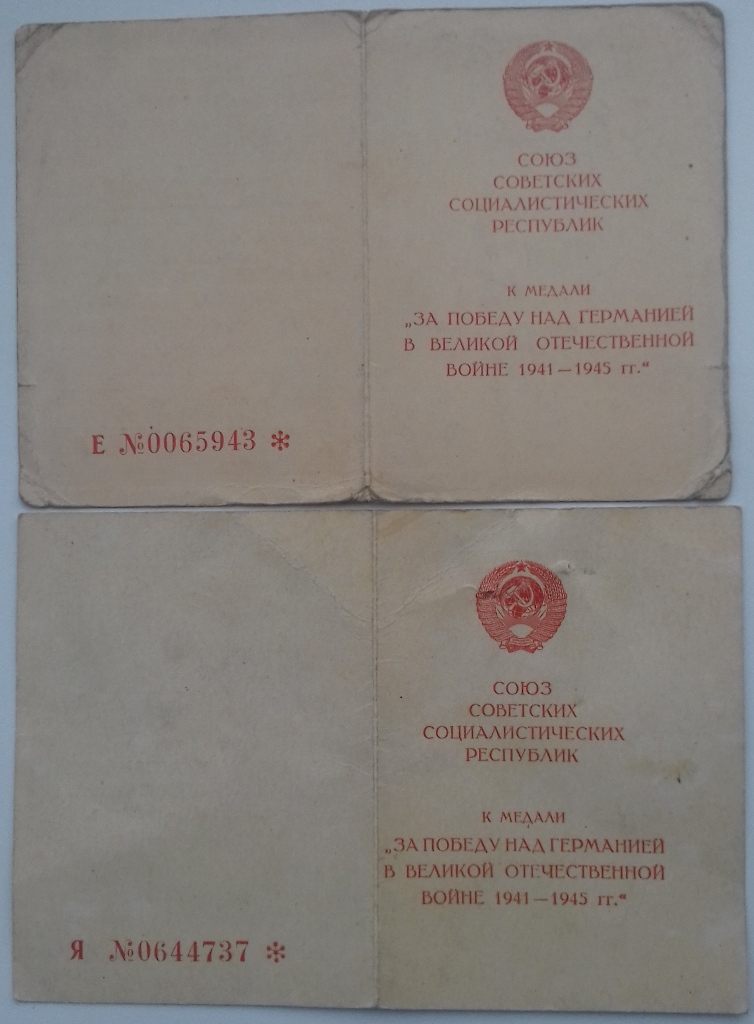 СОЮЗ
СОВЕТСКИХ
СОЦИАЛИСТИЧЕСКИХ
РЕСПУБЛИК
К МЕДАЛИ
„ЗА ПОБЕДУ НАД ГЕРМАНИЕЙ
В ВЕЛИКОЙ ОТЕЧЕСТВЕННОЙ
ВОЙНЕ 1941—1945 гг.“
Е №0065943 *
СОЮЗ
СОВЕТСКИХ
СОЦИАЛИСТИЧЕСКИХ
РЕСПУБЛИК
К МЕДАЛИ
„ЗА ПОБЕДУ НАД ГЕРМАНИЕЙ
В ВЕЛИКОЙ ОТЕЧЕСТВЕННОЙ
ВОЙНЕ 1941—1945 гг.“
Я №0644737 *